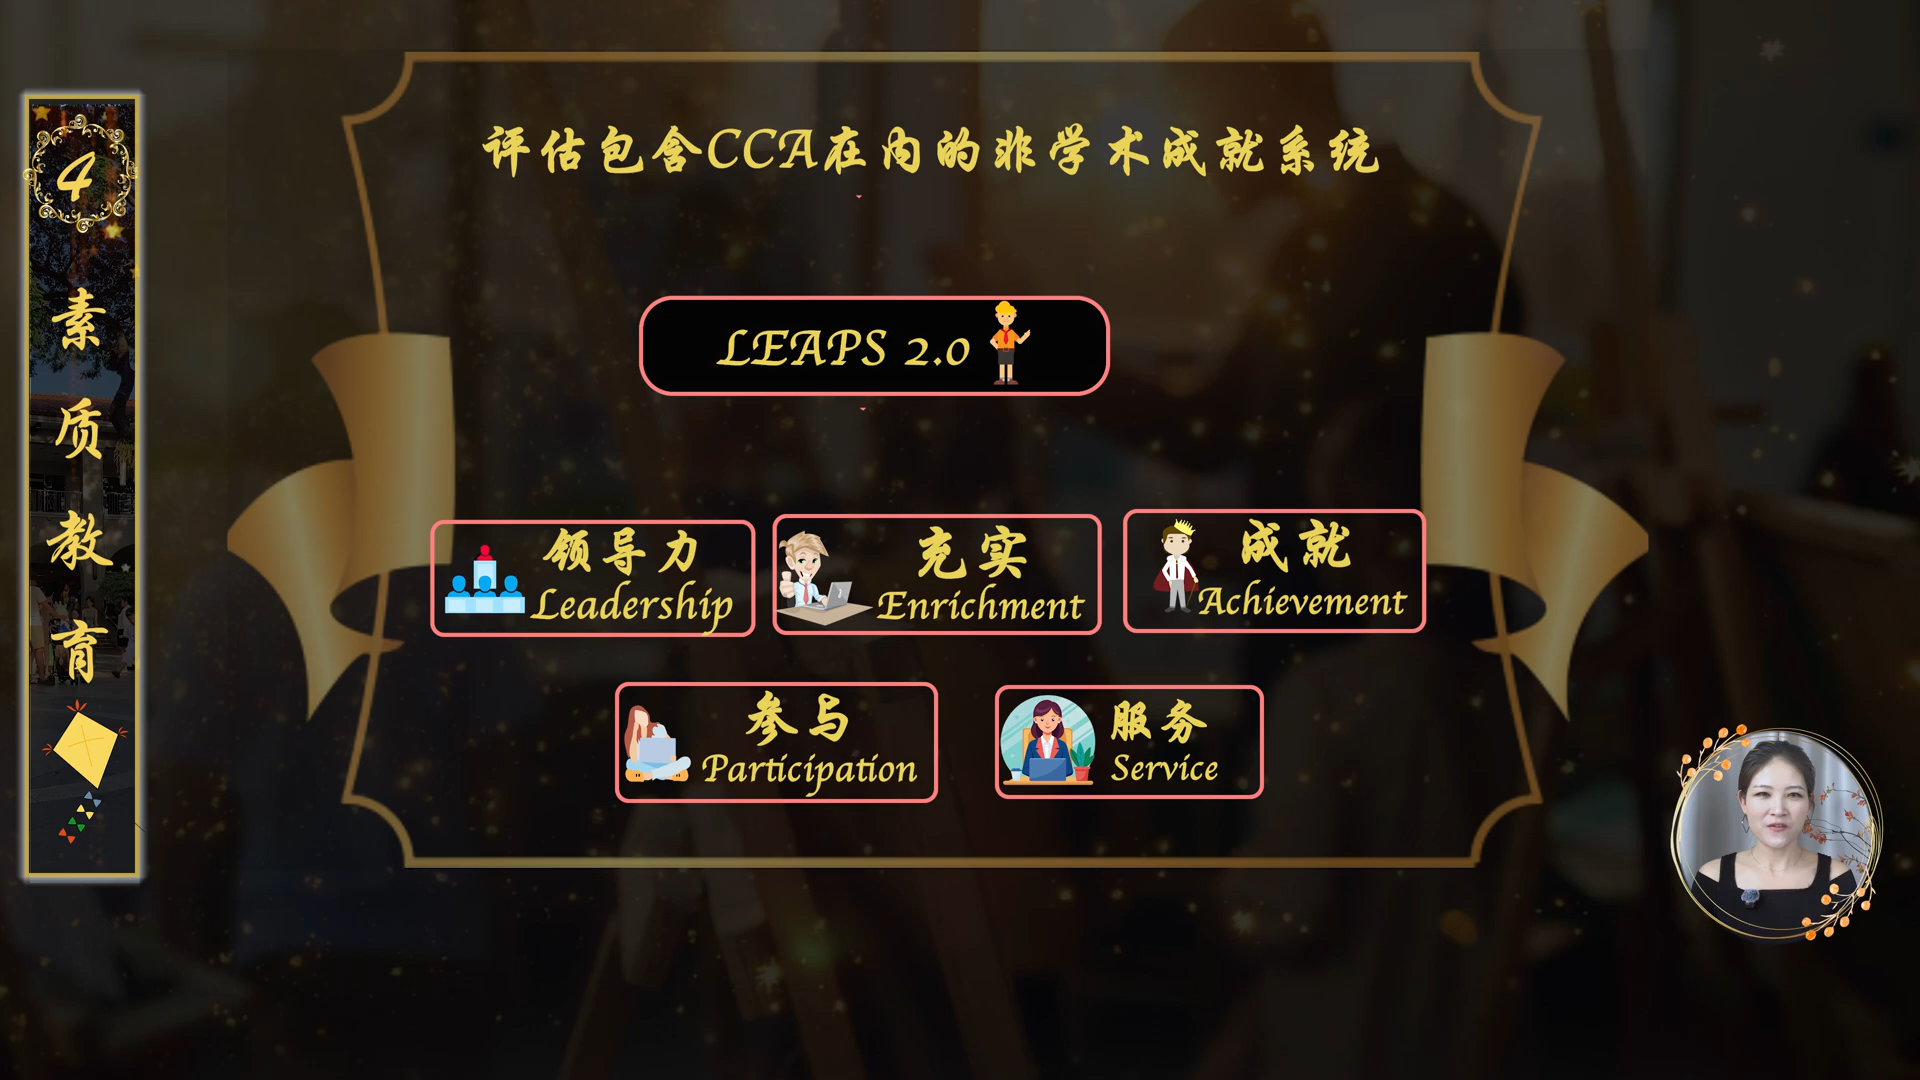 4
素质教育
评估包含CCA在内的非学术成就系统
LEAPS 2.0
领导力
Leadership
充实
Enrichment
成就
Achievement
参与
Participation
服务
Service